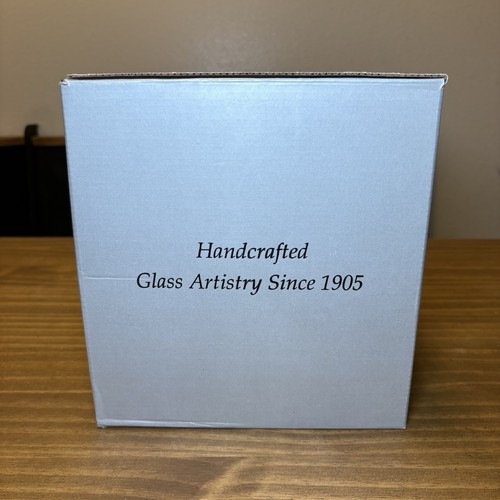 Handcrafted
Glass Artistry Since 1905